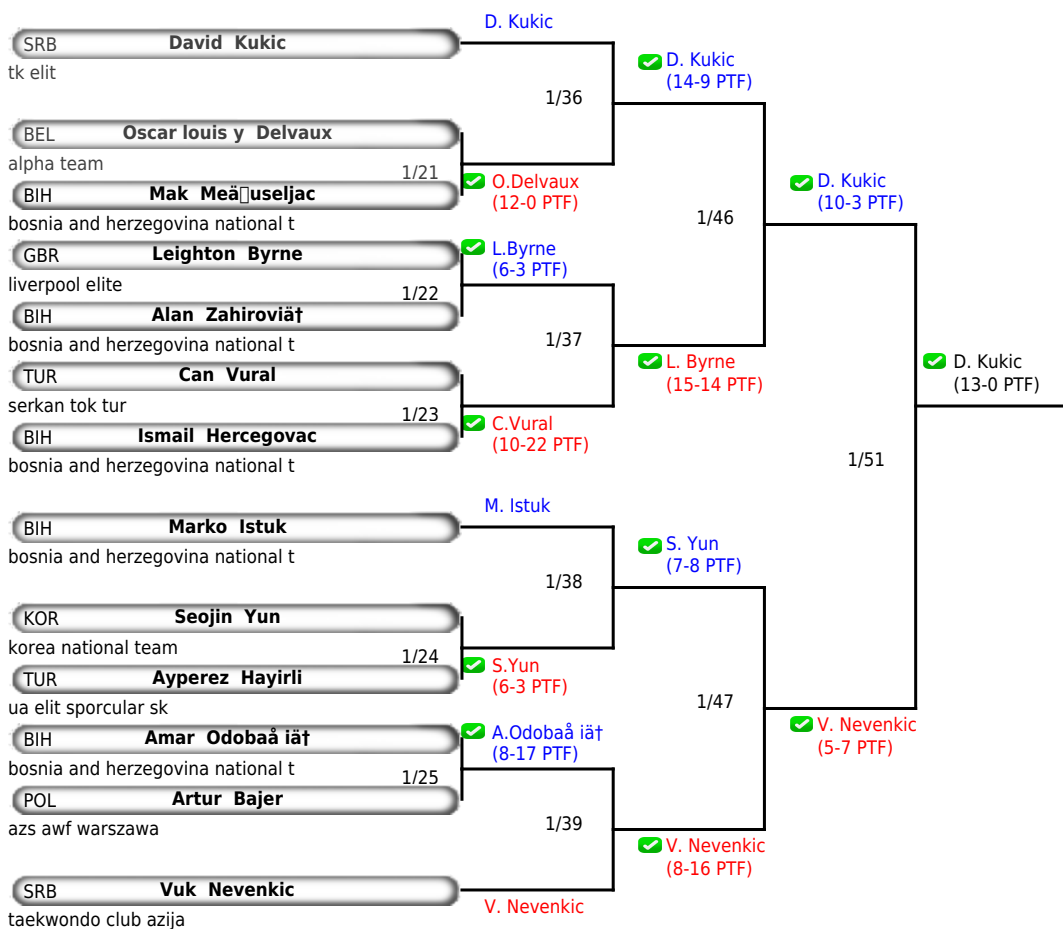 D. Kukic
SRB David Kukic
tk elit
D. Kukic
(14-9 PTF)
1/36
BEL Oscar louis y Delvaux
alpha team
1/21
BIH Mak Meä▯useljac
bosnia and herzegovina national t
O.Delvaux
(12-0 PTF)
D. Kukic
(10-3 PTF)
1/46
GBR Leighton Byrne
liverpool elite
L.Byrne
(6-3 PTF)
1/22
BIH Alan Zahiroviä†
bosnia and herzegovina national t
1/37
L. Byrne
(15-14 PTF)
TUR Can Vural
serkan tok tur
1/23
BIH Ismail Hercegovac
bosnia and herzegovina national t
C.Vural
(10-22 PTF)
D. Kukic
(13-0 PTF)
1/51
M. Istuk
BIH Marko Istuk
bosnia and herzegovina national t
S. Yun
(7-8 PTF)
1/38
KOR Seojin Yun
korea national team
1/24
TUR Ayperez Hayirli
ua elit sporcular sk
S.Yun
(6-3 PTF)
1/47
V. Nevenkic
(5-7 PTF)
BIH Amar Odobaå iä†
bosnia and herzegovina national t
A.Odobaå iä†
(8-17 PTF)
1/25
POL Artur Bajer
azs awf warszawa
1/39
V. Nevenkic
(8-16 PTF)
SRB Vuk Nevenkic
taekwondo club azija
V. Nevenkic